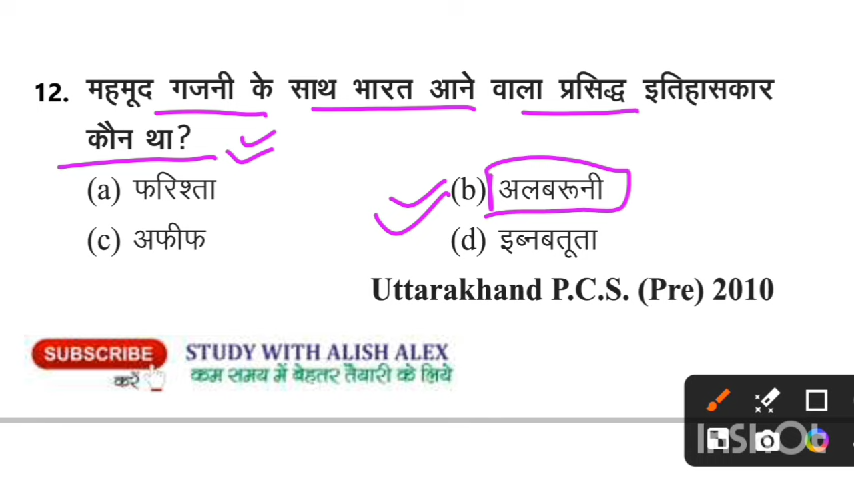 12. महमूद गजनी के साथ भारत आने वाला प्रसिद्ध इतिहासकार
कौन था?
(a) फरिश्ता (b) अलबरूनी
(c) अफीफ (d) इब्नबतूता
Uttarakhand P.C.S. (Pre) 2010
SUBSCRIBE STUDY WITH ALISH ALEX
करें कम समय में बेहतर तैयारी के लिये
InShOt